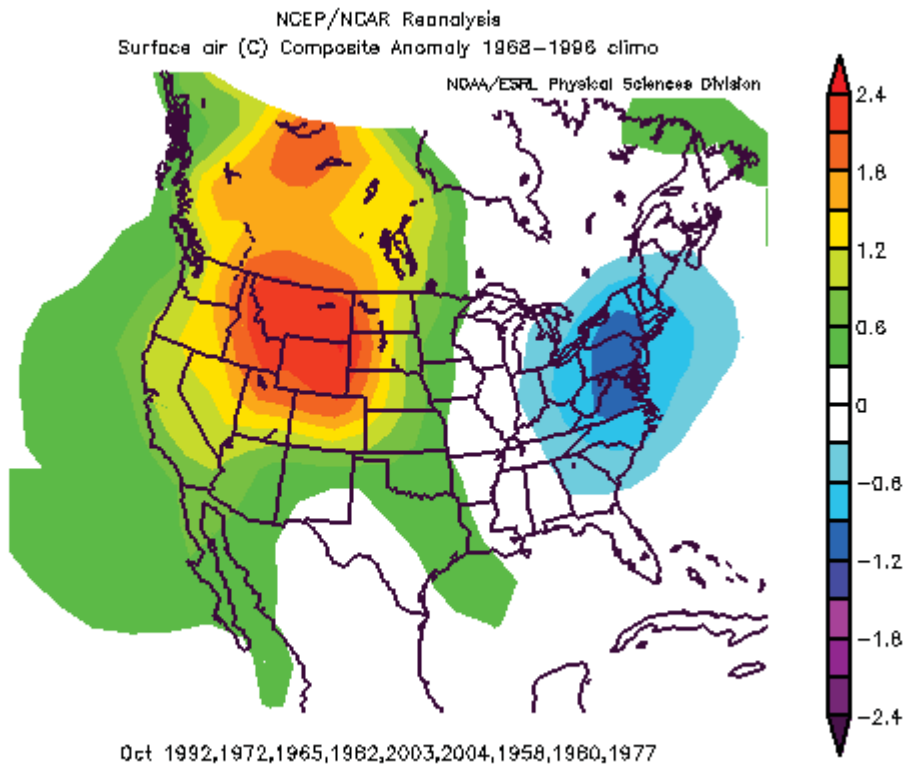 NCEP/NCAR Reanalysis
Surface air (C) Composite Anomaly 1968-1996 climo
NOAA/ESRL Physical Sciences Division
2.4
1.8
1.2
0.6
0
-0.6
-1.2
-1.8
-2.4
Oct 1992,1972,1965,1962,2003,2004,1958,1960,1977